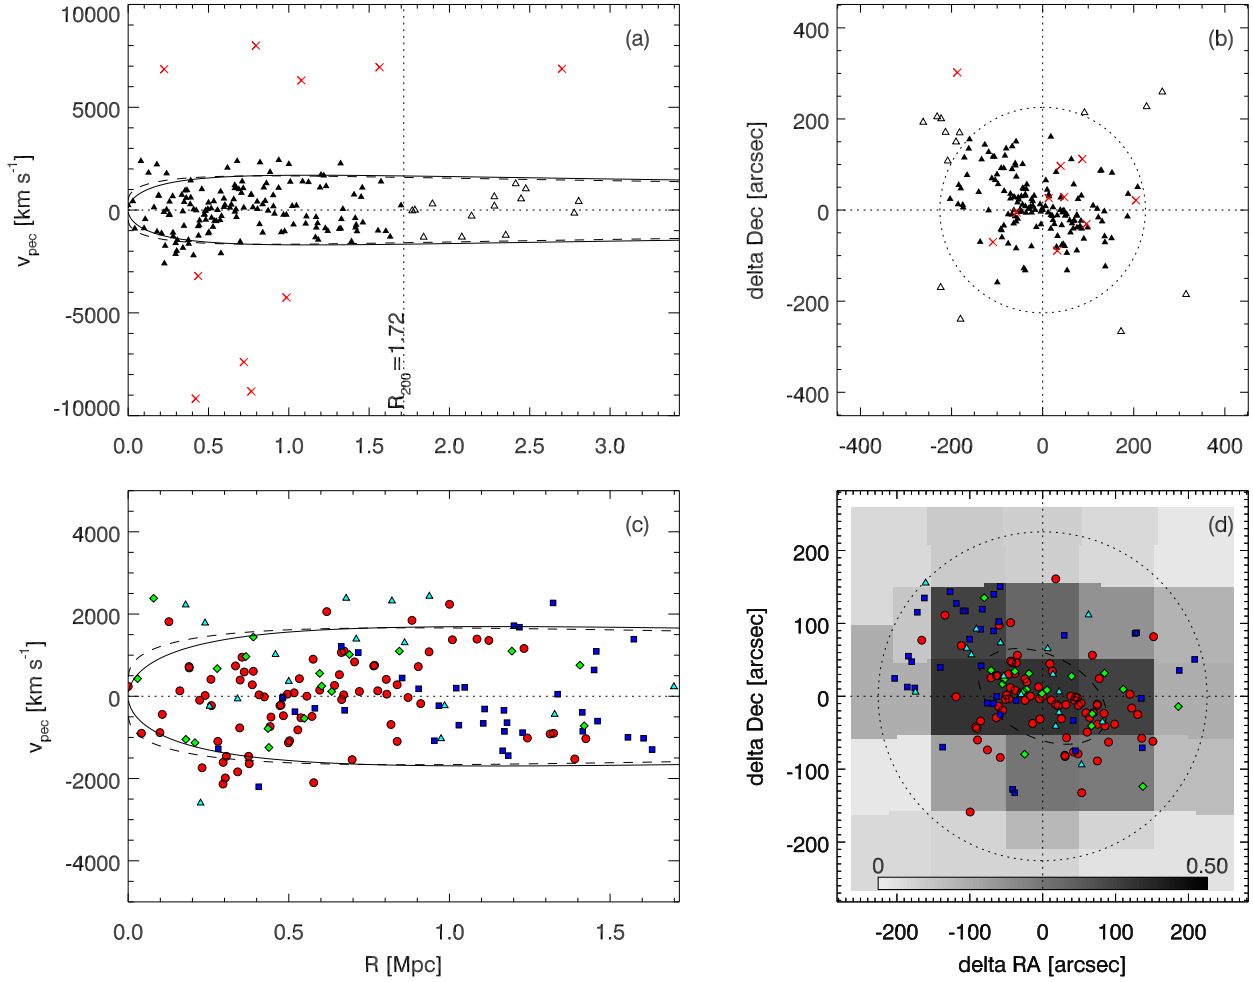 (a)
10000
5000
0
-5000
-10000
v_pec [km s^-1]
R_200=1.72
0.0 0.5 1.0 1.5 2.0 2.5 3.0
(b)
400
200
0
-200
-400
delta Dec [arcsec]
-400 -200 0 200 400
(c)
4000
2000
0
-2000
-4000
v_pec [km s^-1]
0.0 0.5 1.0 1.5
R [Mpc]
(d)
200
100
0
-100
-200
delta Dec [arcsec]
0 0.50
-200 -100 0 100 200
delta RA [arcsec]